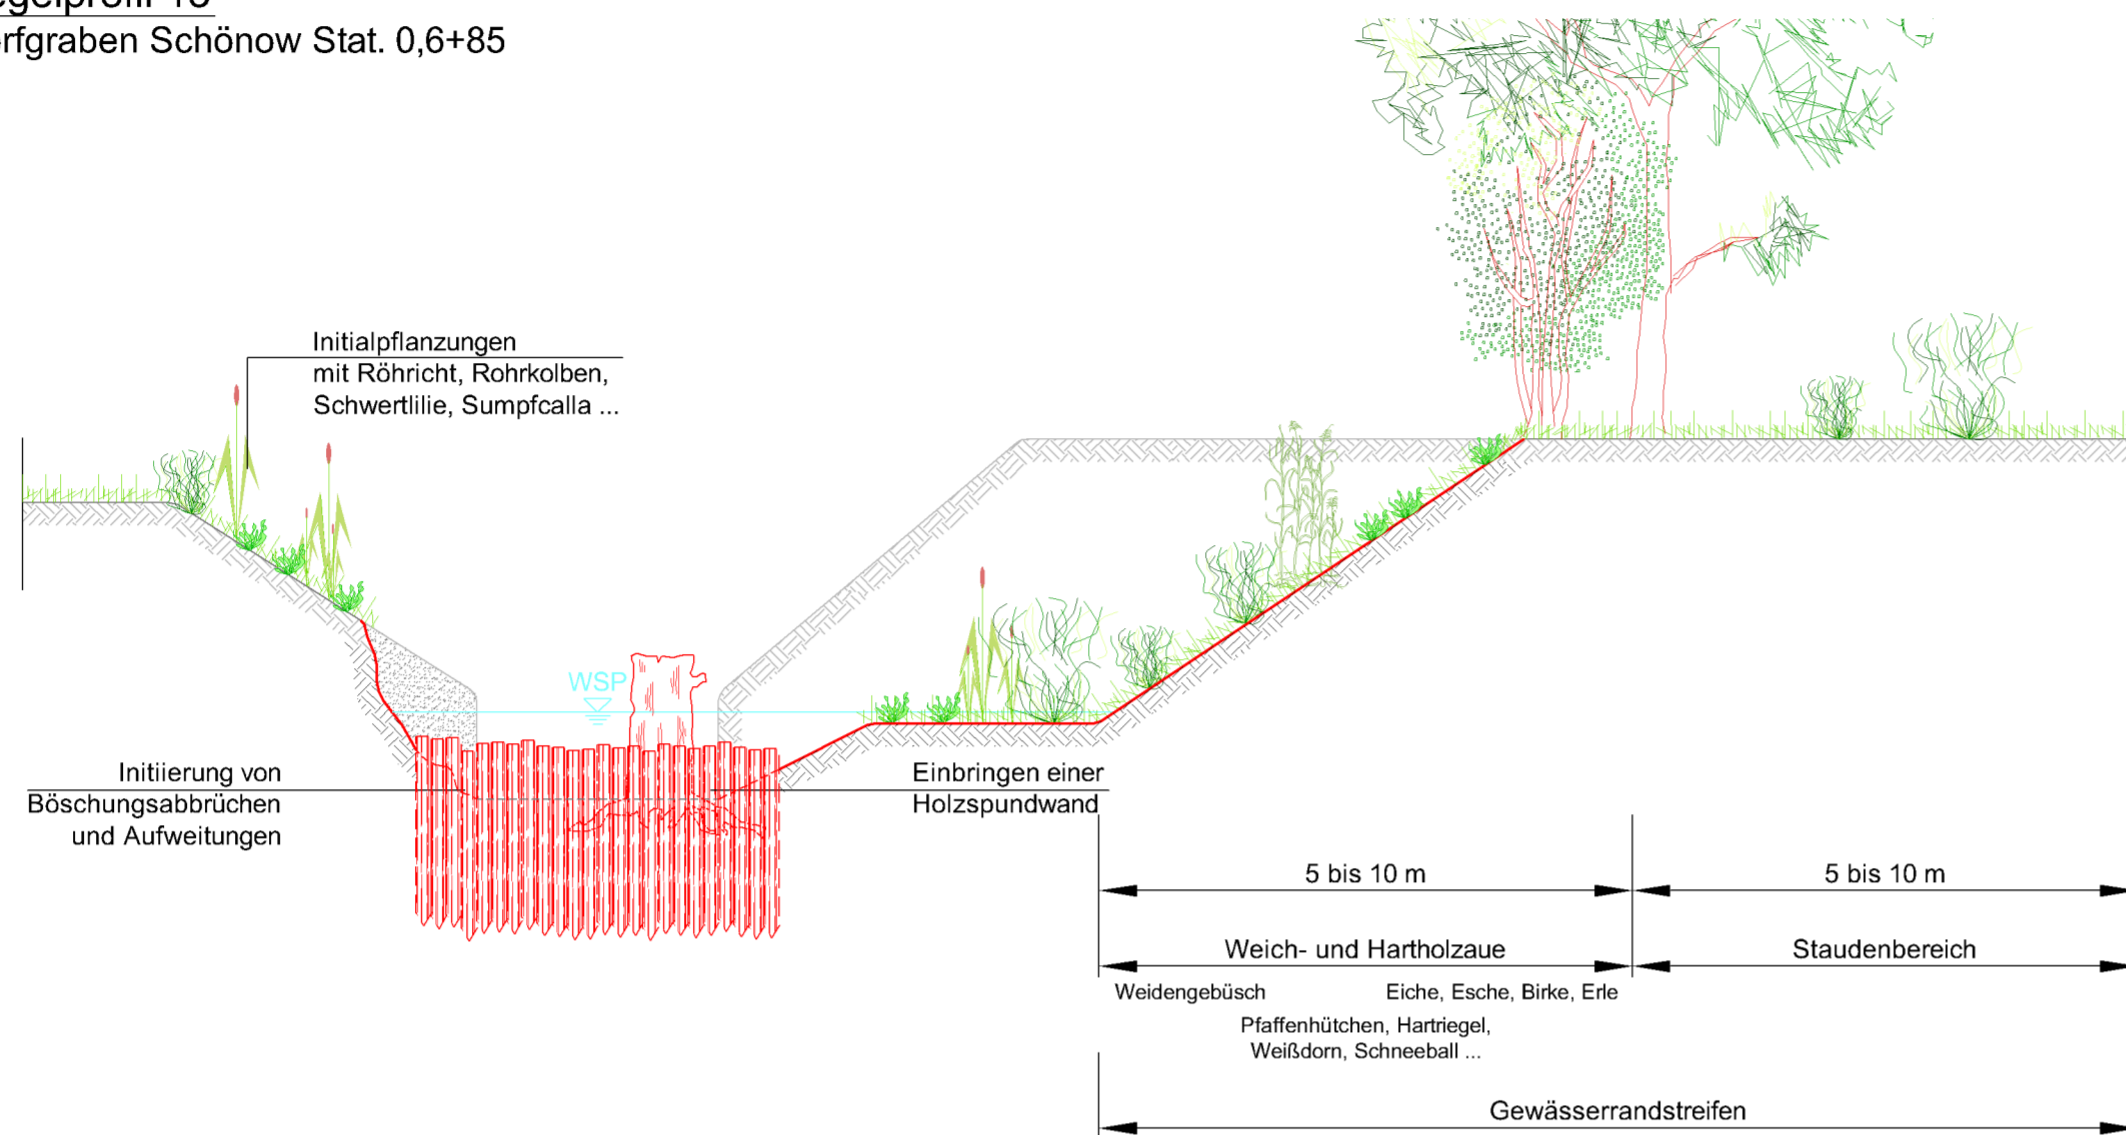 erfgraben Schönow Stat. 0,6+85
Initialpflanzungen
mit Röhricht, Rohrkolben,
Schwertlilie, Sumpfcalla ...
WSP
Initiierung von
Böschungsabbrüchen
und Aufweitungen
Einbringen einer
Holzspundwand
5 bis 10 m
5 bis 10 m
Weich- und Hartholzaue
Staudenbereich
Weidengebüsch
Eiche, Esche, Birke, Erle
Pfaffenhütchen, Hartriegel,
Weißdorn, Schneeball ...
Gewässerrandstreifen